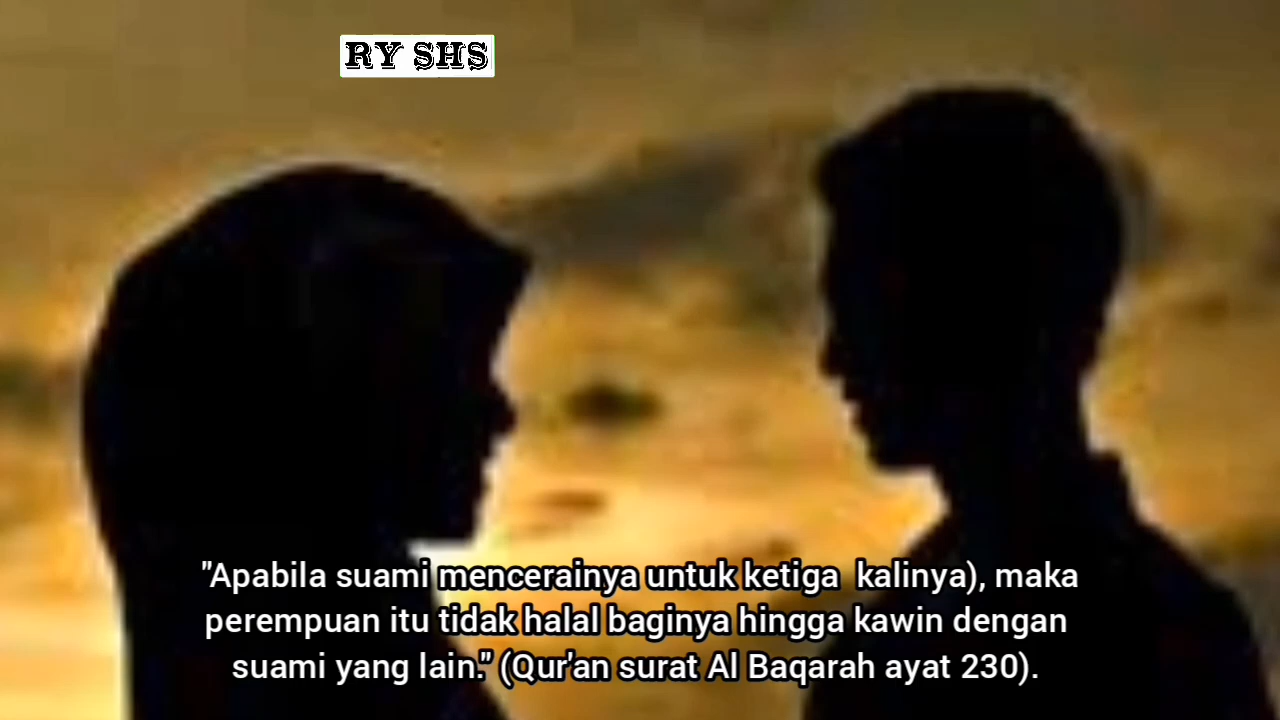 RY SHS
"Apabila suami mencerainya untuk ketiga kalinya), maka
perempuan itu tidak halal baginya hingga kawin dengan
suami yang lain." (Qur'an surat Al Baqarah ayat 230).